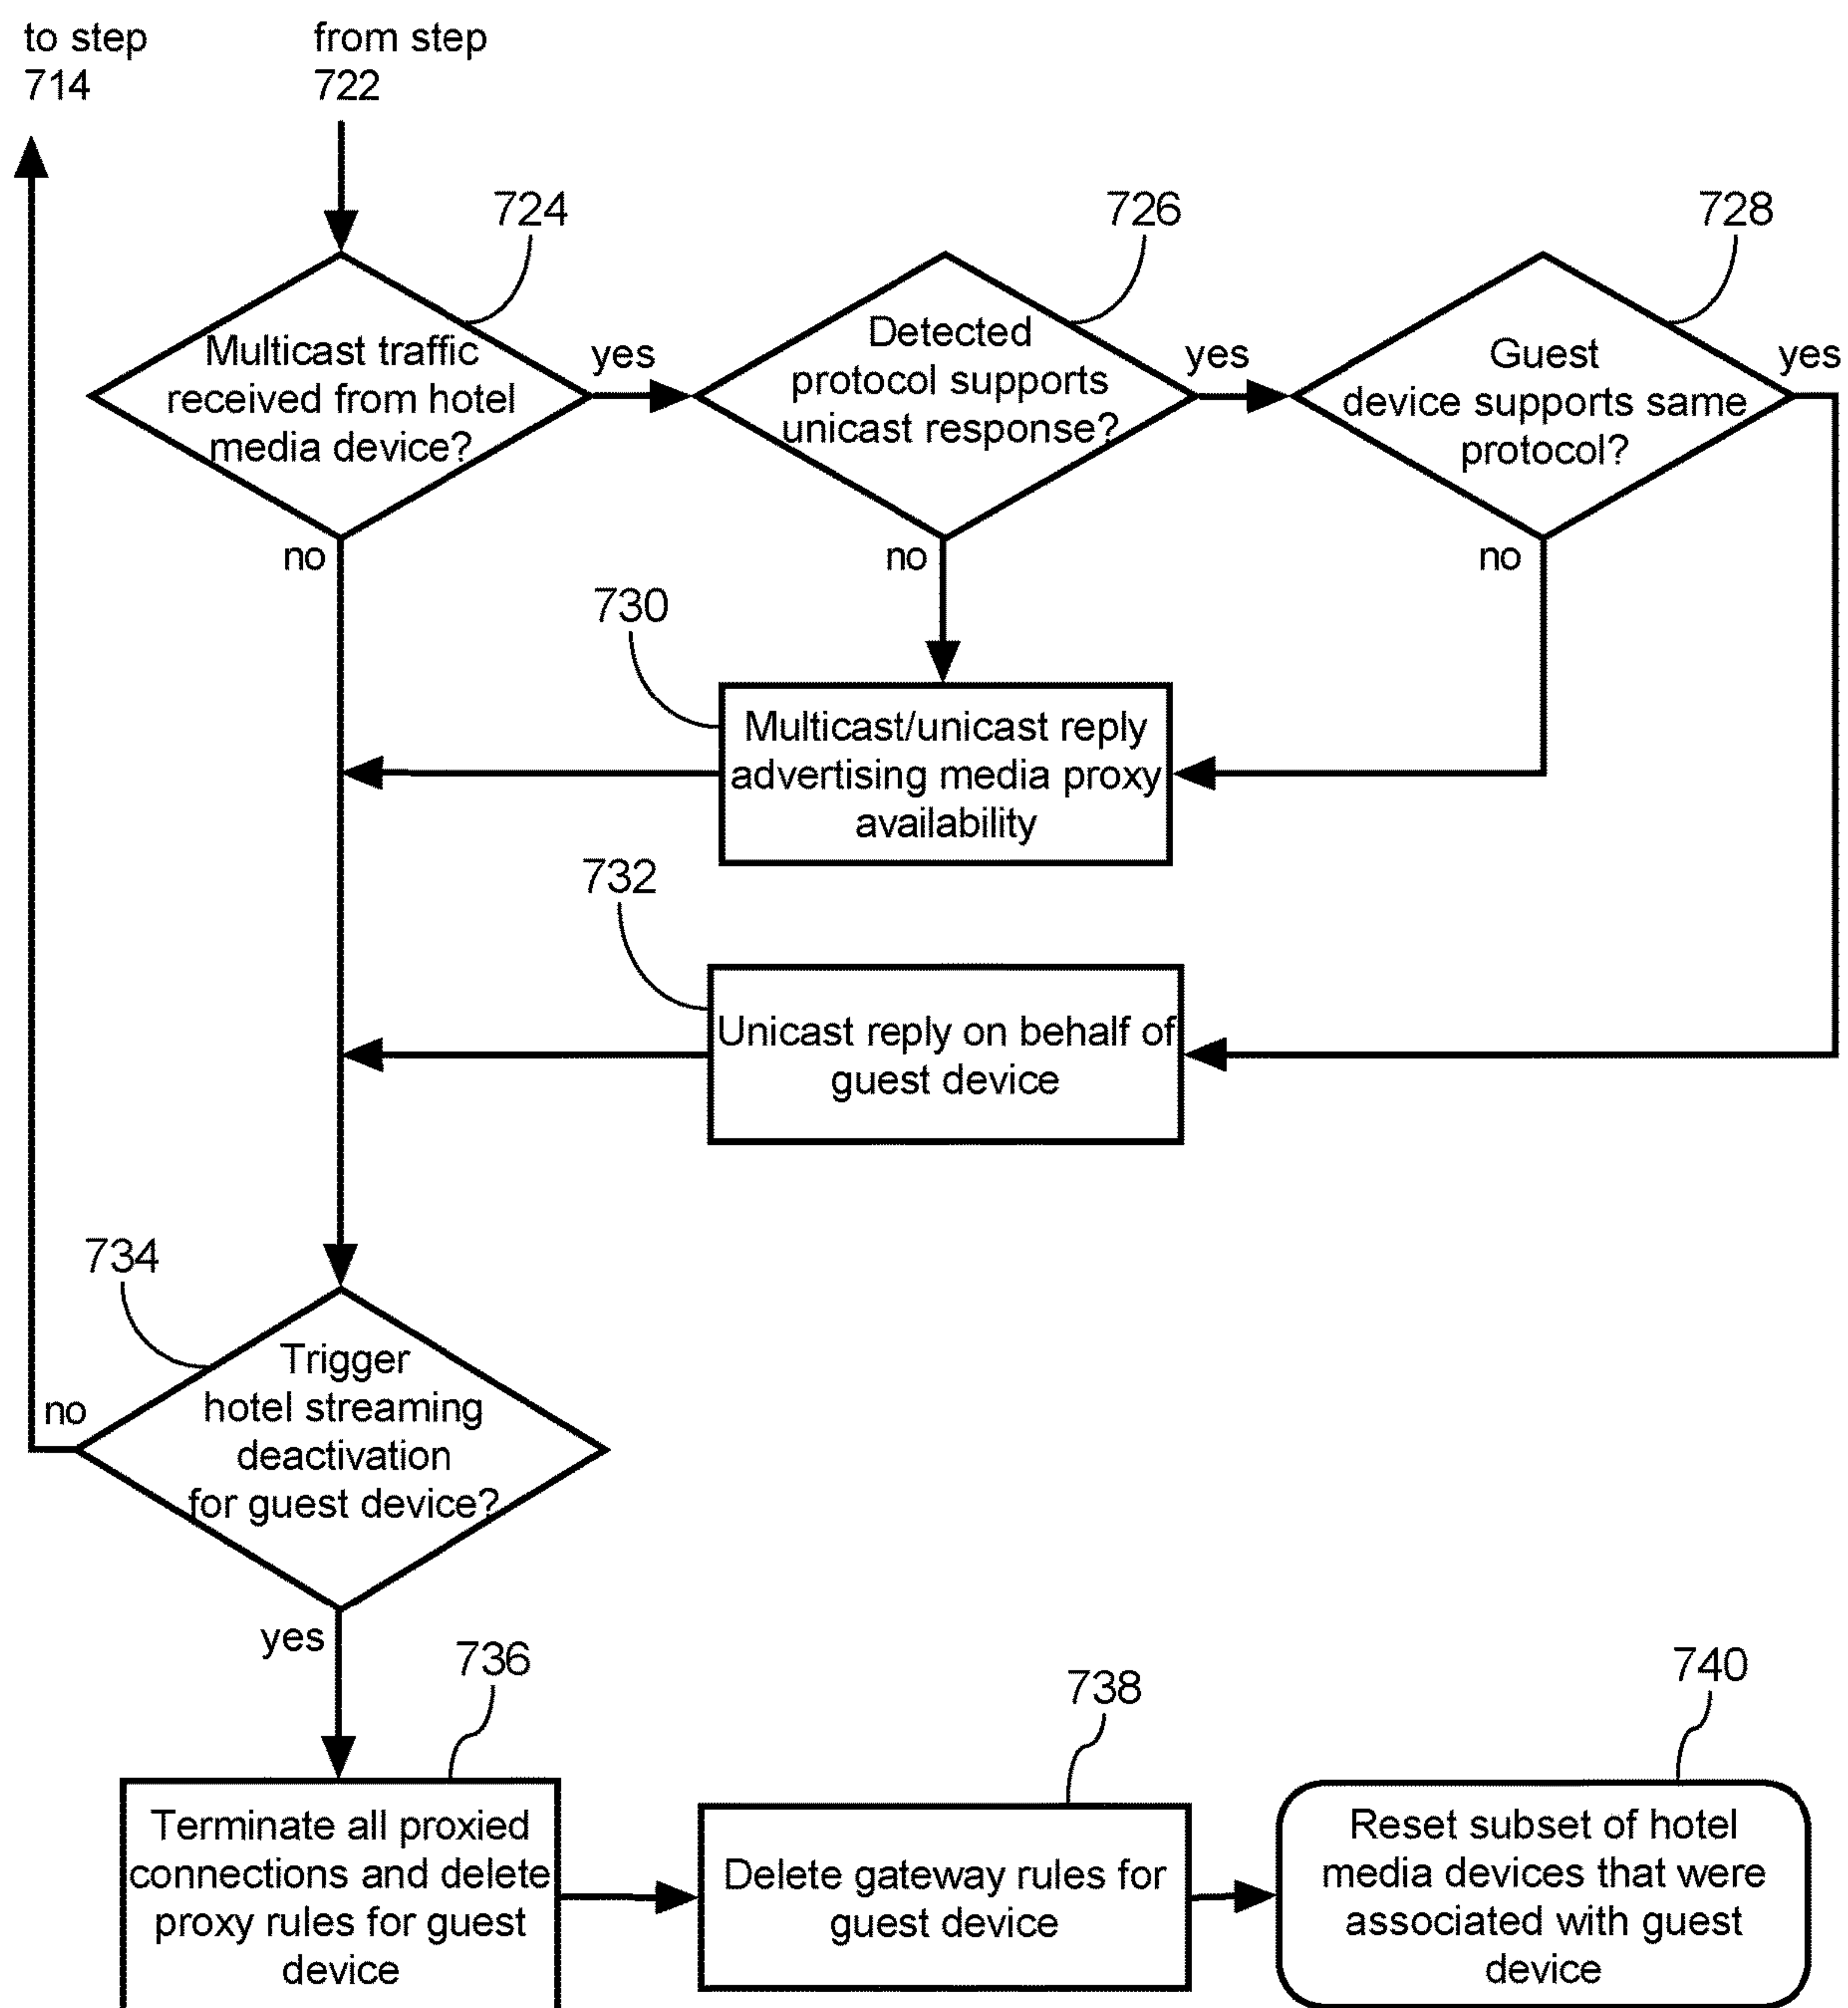 to step
714
from step
722
724
726
728
Multicast traffic
received from hotel
media device?
yes
Detected
protocol supports
unicast response?
yes
Guest
device supports same
protocol?
yes
no
no
no
730
Multicast/unicast reply
advertising media proxy
availability
732
Unicast reply on behalf of
guest device
734
Trigger
hotel streaming
deactivation
for guest device?
no
yes
736
738
740
Terminate all proxied
connections and delete
proxy rules for guest
device
Delete gateway rules for
guest device
Reset subset of hotel
media devices that were
associated with guest
device